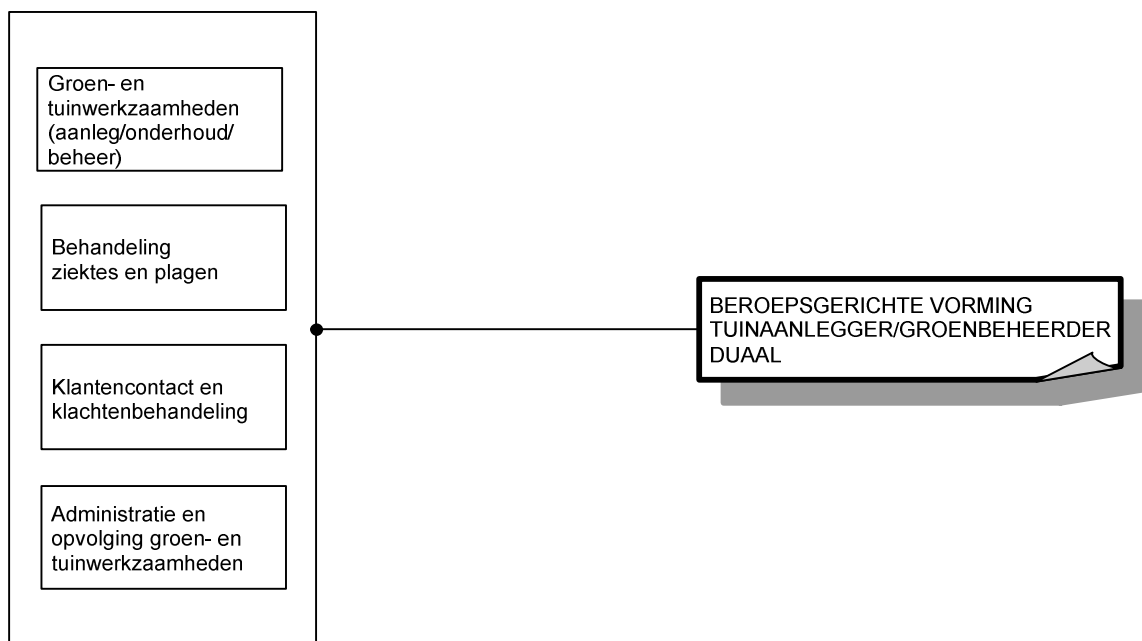 Groen- en
tuinwerkzaamheden
(aanleg/onderhoud/
beheer)
Behandeling
ziektes en plagen
Klantencontact en
klachtenbehandeling
Administratie en
opvolging groen- en
tuinwerkzaamheden
BEROEPSGERICHTE VORMING
TUINAANLEGGER/GROENBEHEERDER
DUAAL